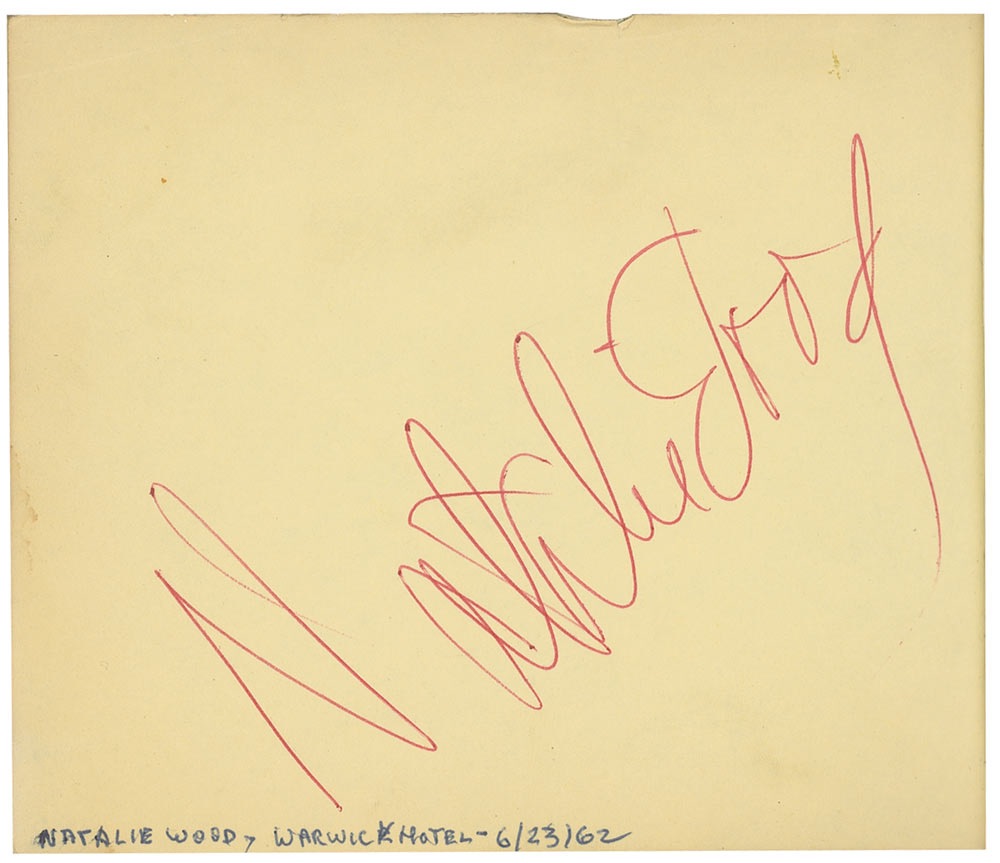 Natalie Wood
NATALIE WOOD, WARWICK HOTEL - 6/23/62